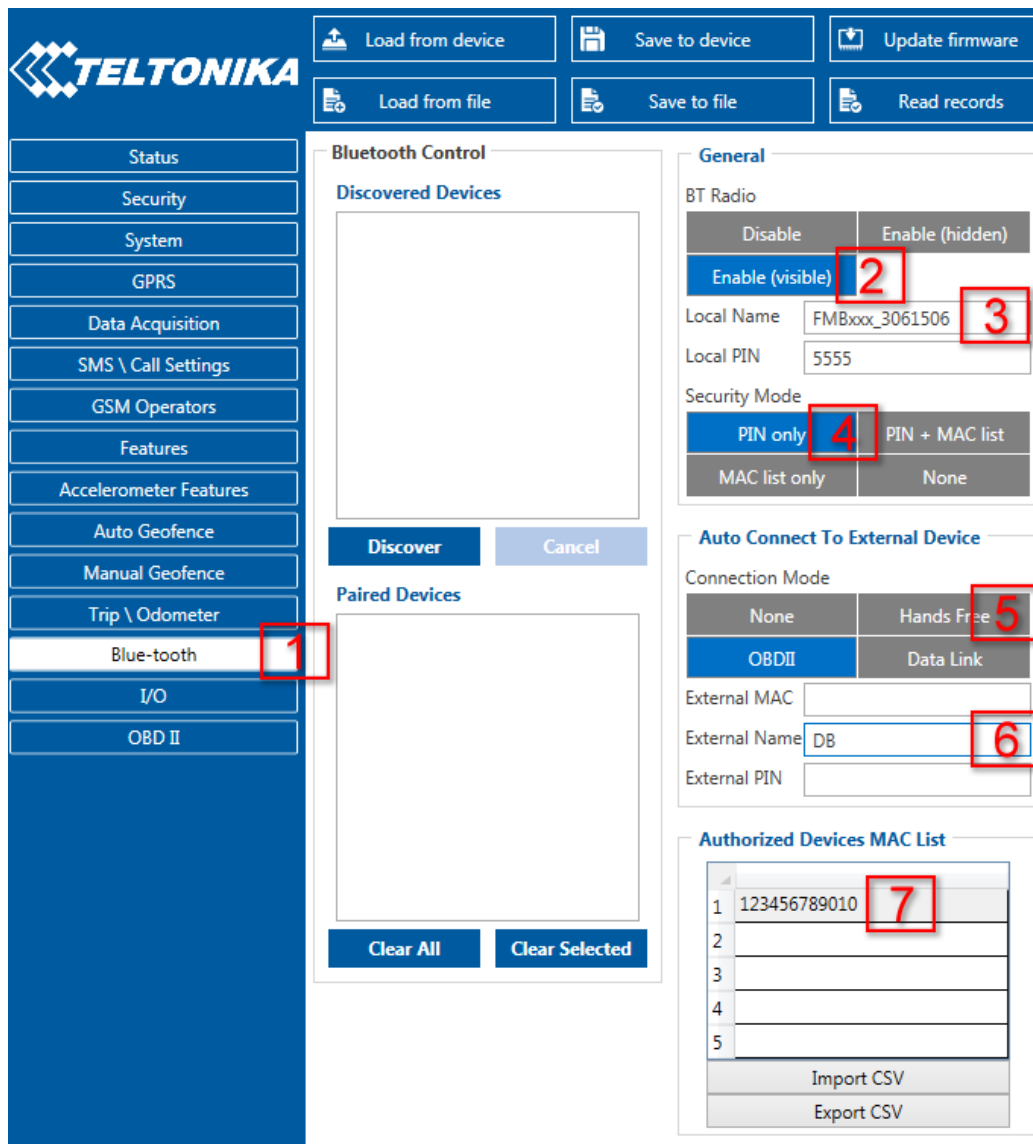 TELTONIKA
Load from device
Save to device
Update firmware
Load from file
Save to file
Read records
Status
Security
System
GPRS
Data Acquisition
SMS \ Call Settings
GSM Operators
Features
Accelerometer Features
Auto Geofence
Manual Geofence
Trip \ Odometer
Blue-tooth 1
I/O
OBD II
Bluetooth Control
Discovered Devices
Discover Cancel
Paired Devices
Clear All Clear Selected
General
BT Radio
Disable Enable (hidden)
Enable (visible) 2
Local Name FMBxxx_3061506 3
Local PIN 5555
Security Mode
PIN only 4 PIN + MAC list
MAC list only None
Auto Connect To External Device
Connection Mode
None Hands Free 5
OBDII Data Link
External MAC
External Name DB 6
External PIN
Authorized Devices MAC List
1 123456789010 7
2
3
4
5
Import CSV
Export CSV